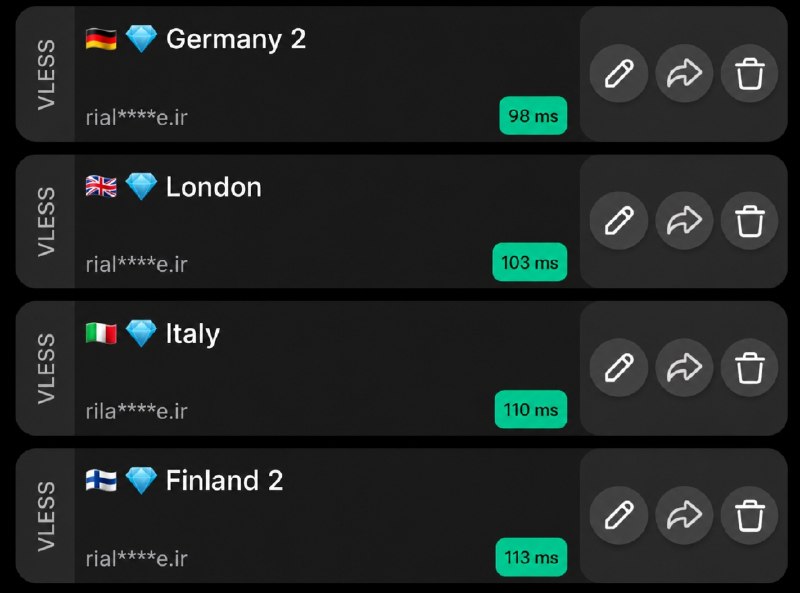 VLESS
🇩🇪 💎 Germany 2
rial****e.ir
98 ms
VLESS
🇬🇧 💎 London
rial****e.ir
103 ms
VLESS
🇮🇹 💎 Italy
rila****e.ir
110 ms
VLESS
🇫🇮 💎 Finland 2
rial****e.ir
113 ms